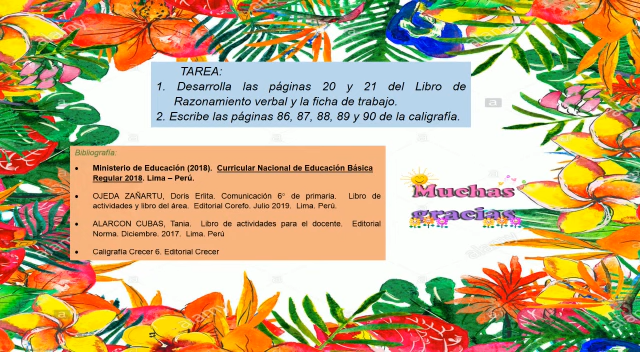 TAREA:
1. Desarrolla las páginas 20 y 21 del Libro de
Razonamiento verbal y la ficha de trabajo.
2. Escribe las páginas 86, 87, 88, 89 y 90 de la caligrafía.
Bibliografía:
• Ministerio de Educación (2018). Curricular Nacional de Educación Básica
Regular 2018. Lima – Perú.
• OJEDA ZAÑARTU, Doris Erlita. Comunicación 6° de primaria. Libro de
actividades y libro del área. Editorial Corefo. Julio 2019. Lima. Perú.
• ALARCON CUBAS, Tania. Libro de actividades para el docente. Editorial
Norma. Diciembre. 2017. Lima. Perú
• Caligrafía Crecer 6. Editorial Crecer
Muchas
gracias